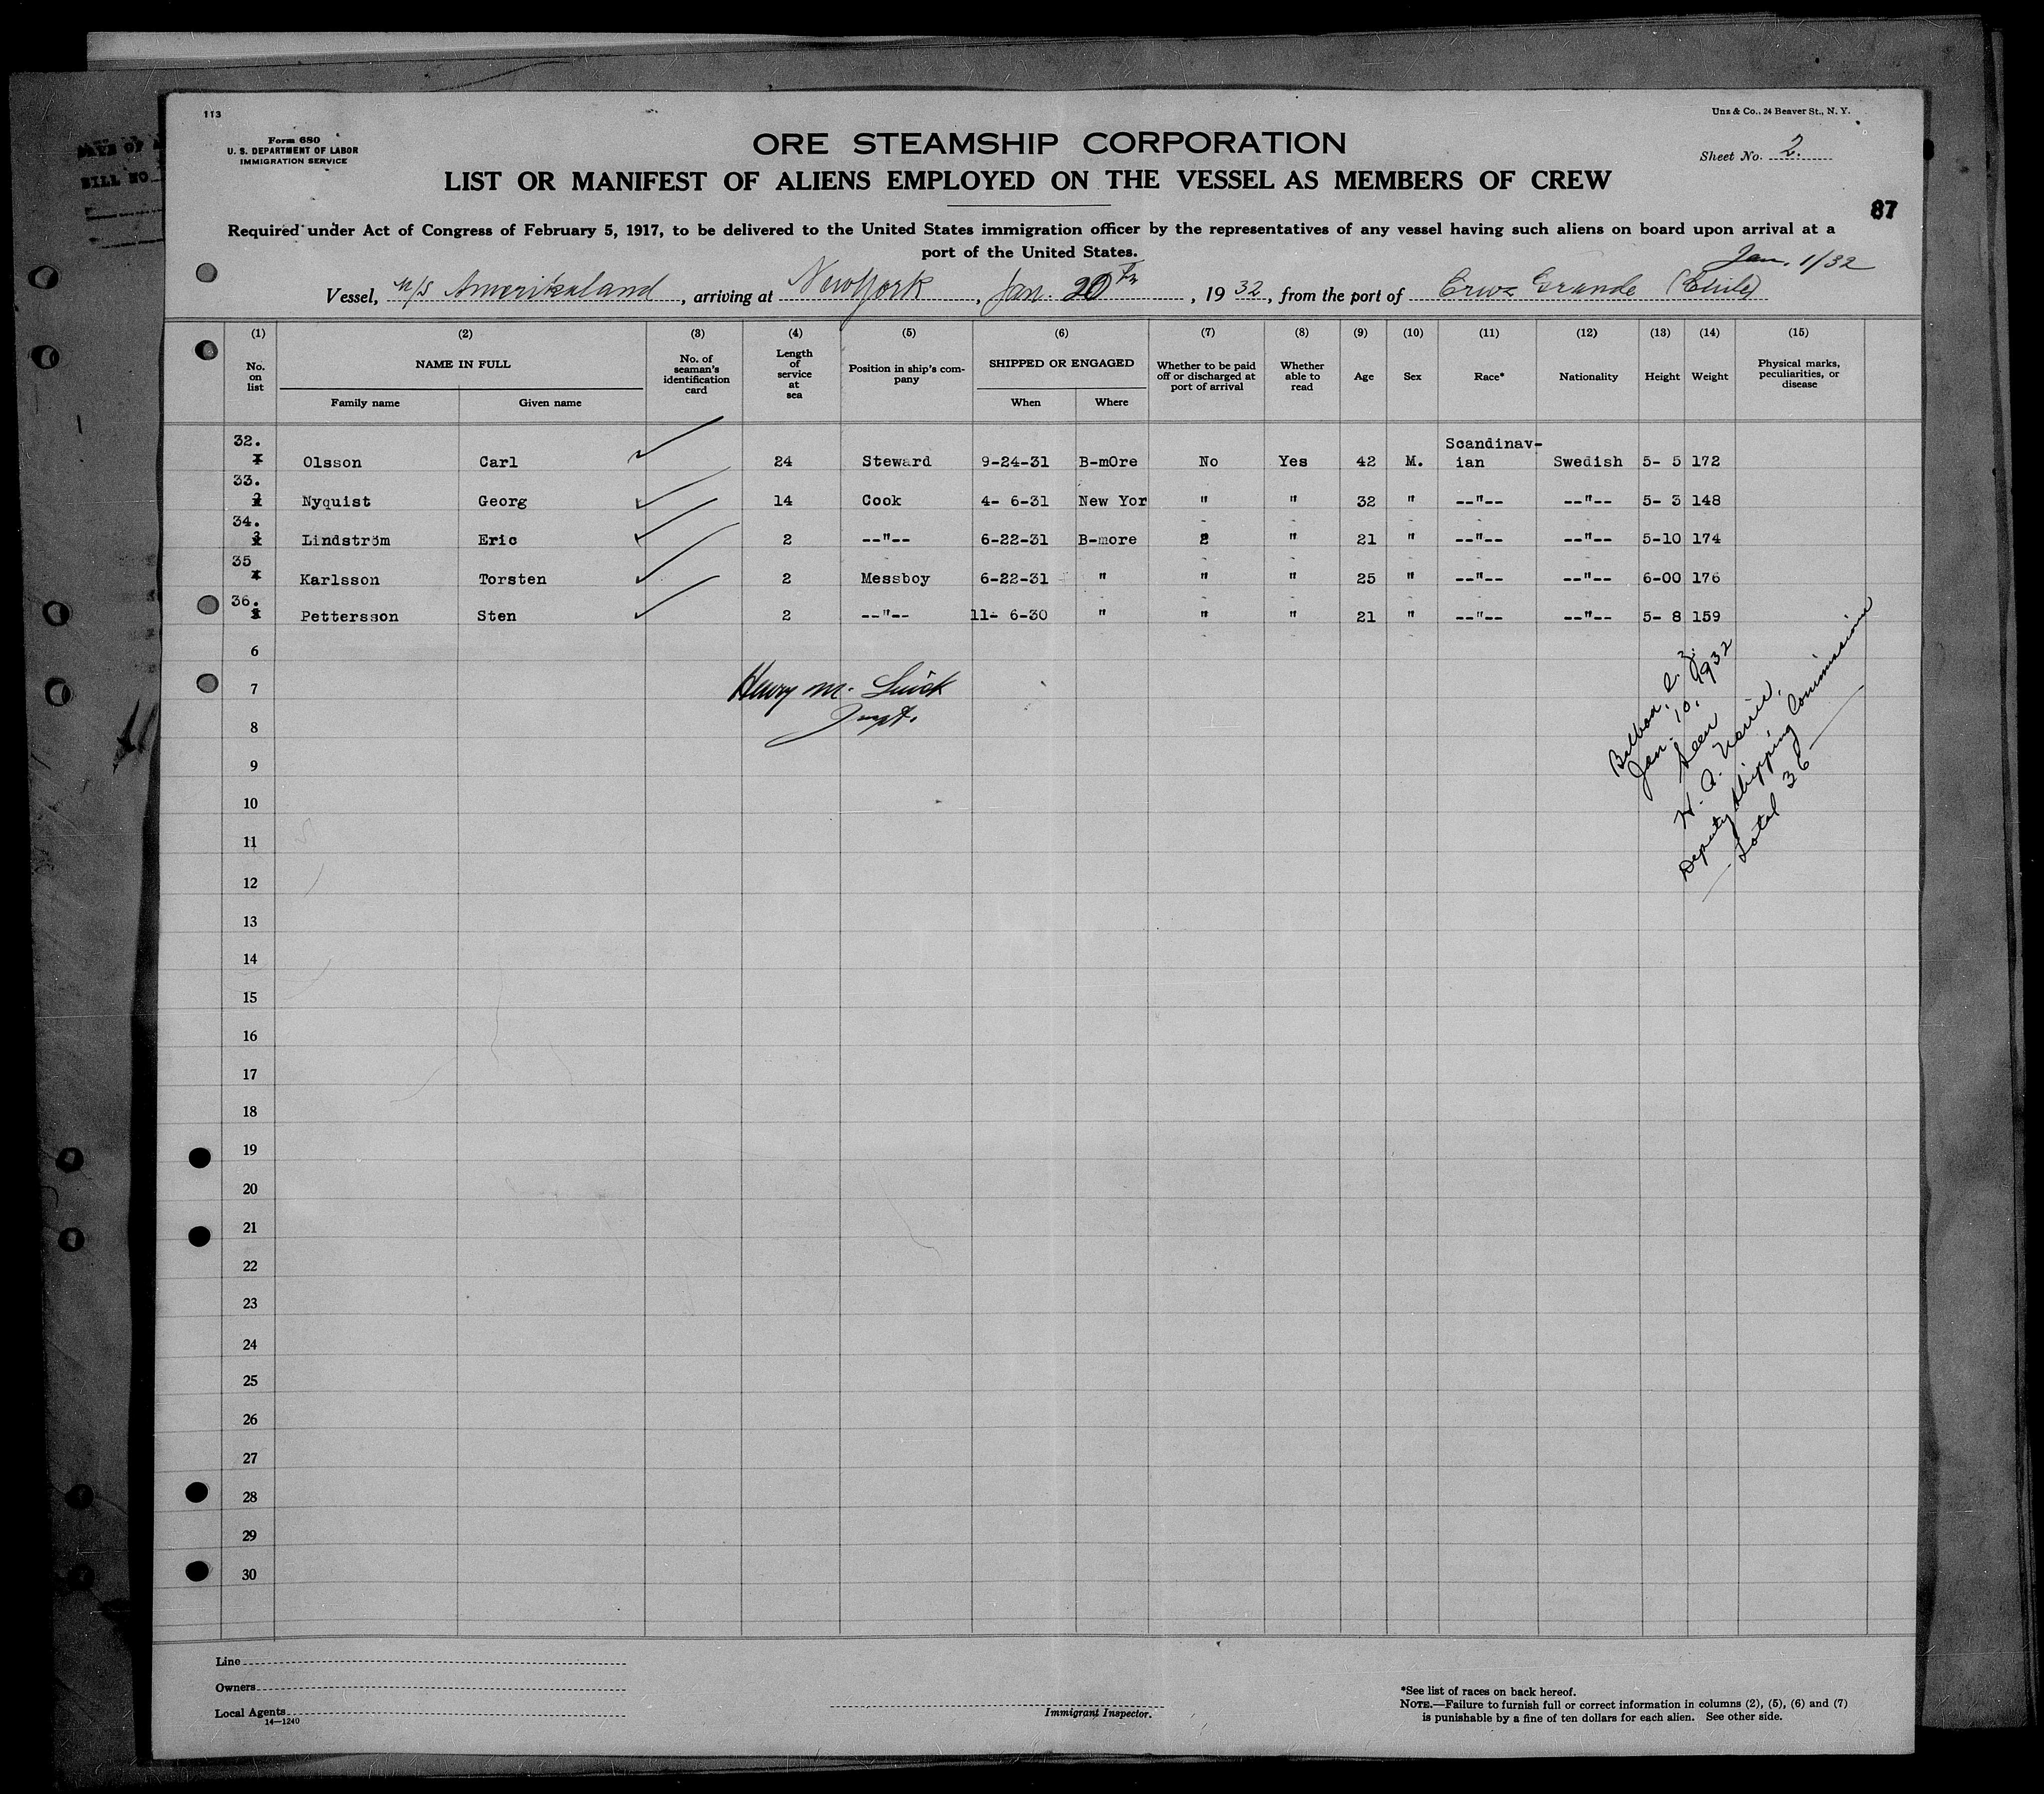 113
Form 680
U. S. DEPARTMENT OF LABOR
IMMIGRATION SERVICE
Unz & Co., 24 Beaver St., N. Y.
ORE STEAMSHIP CORPORATION
Sheet No. 2.
LIST OR MANIFEST OF ALIENS EMPLOYED ON THE VESSEL AS MEMBERS OF CREW
87
Required under Act of Congress of February 5, 1917, to be delivered to the United States immigration officer by the representatives of any vessel having such aliens on board upon arrival at a
port of the United States.
Jan. 1/32
Vessel, M/S Amerikaland, arriving at New York, Jan. 20th, 1932, from the port of Cruz Grande (Chile)
(1) (2) (3) (4) (5) (6) (7) (8) (9) (10) (11) (12) (13) (14) (15)
No. on list NAME IN FULL Family name Given name No. of seaman's identification card Length of service at sea Position in ship's company SHIPPED OR ENGAGED When Where Whether to be paid off or discharged at port of arrival Whether able to read Age Sex Race* Nationality Height Weight Physical marks, peculiarities, or disease
32. Olsson Carl 24 Steward 9-24-31 B-mOre No Yes 42 M. Scandinav-ian Swedish 5- 5 172
33. Nyquist Georg 14 Cook 4- 6-31 New Yor " " 32 " --"-- --"-- 5- 3 148
34. Lindström Eric 2 --"-- 6-22-31 B-more " 21 " --"-- --"-- 5-10 174
35 Karlsson Torsten 2 Messboy 6-22-31 " " " 25 " --"-- --"-- 6-00 176
36. Pettersson Sten 2 --"-- 11- 6-30 " " " 21 " --"-- --"-- 5- 8 159
6
7
8
9
10
11
12
13
14
15
16
17
18
19
20
21
22
23
24
25
26
27
28
29
30
Henry M.
Balboa, C. Z.
Jan. 10, 1932
Seen
H. A.
Deputy Shipping Commissioner
Total 36
Line
Owners
Local Agents
14—1240
Immigrant Inspector.
*See list of races on back hereof.
NOTE.—Failure to furnish full or correct information in columns (2), (5), (6) and (7)
is punishable by a fine of ten dollars for each alien. See other side.
BILL NO